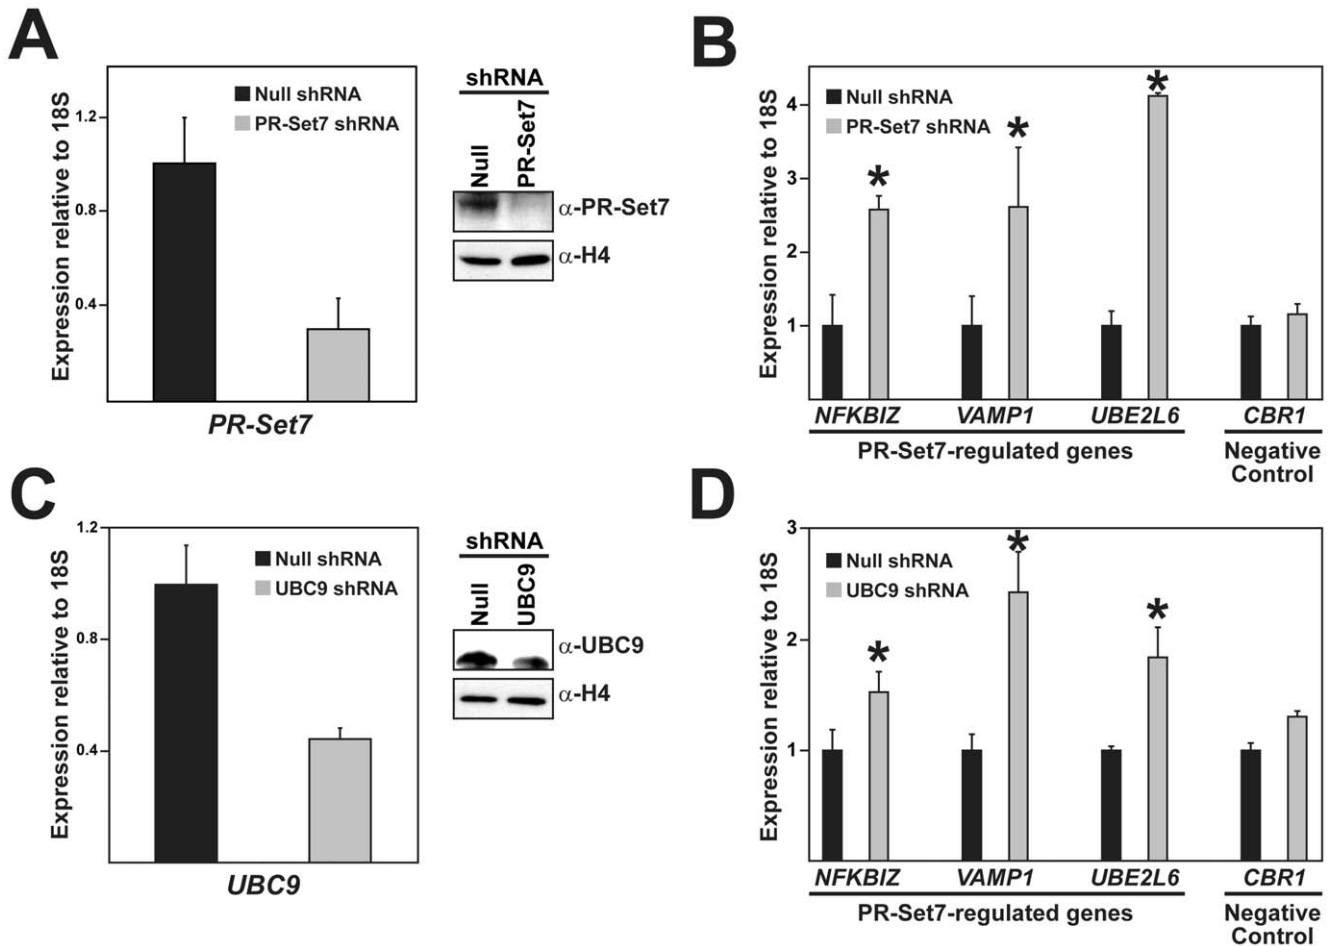 A
Expression relative to 18S
1.2
0.8
0.4
Null shRNA
PR-Set7 shRNA
PR-Set7
shRNA
Null
PR-Set7
α-PR-Set7
α-H4
B
Expression relative to 18S
4
3
2
1
Null shRNA
PR-Set7 shRNA
*
*
*
NFKBIZ VAMP1 UBE2L6 CBR1
PR-Set7-regulated genes
Negative
Control
C
Expression relative to 18S
1.2
0.8
0.4
Null shRNA
UBC9 shRNA
UBC9
shRNA
Null
UBC9
α-UBC9
α-H4
D
Expression relative to 18S
3
2
1
Null shRNA
UBC9 shRNA
*
*
*
NFKBIZ VAMP1 UBE2L6 CBR1
PR-Set7-regulated genes
Negative
Control